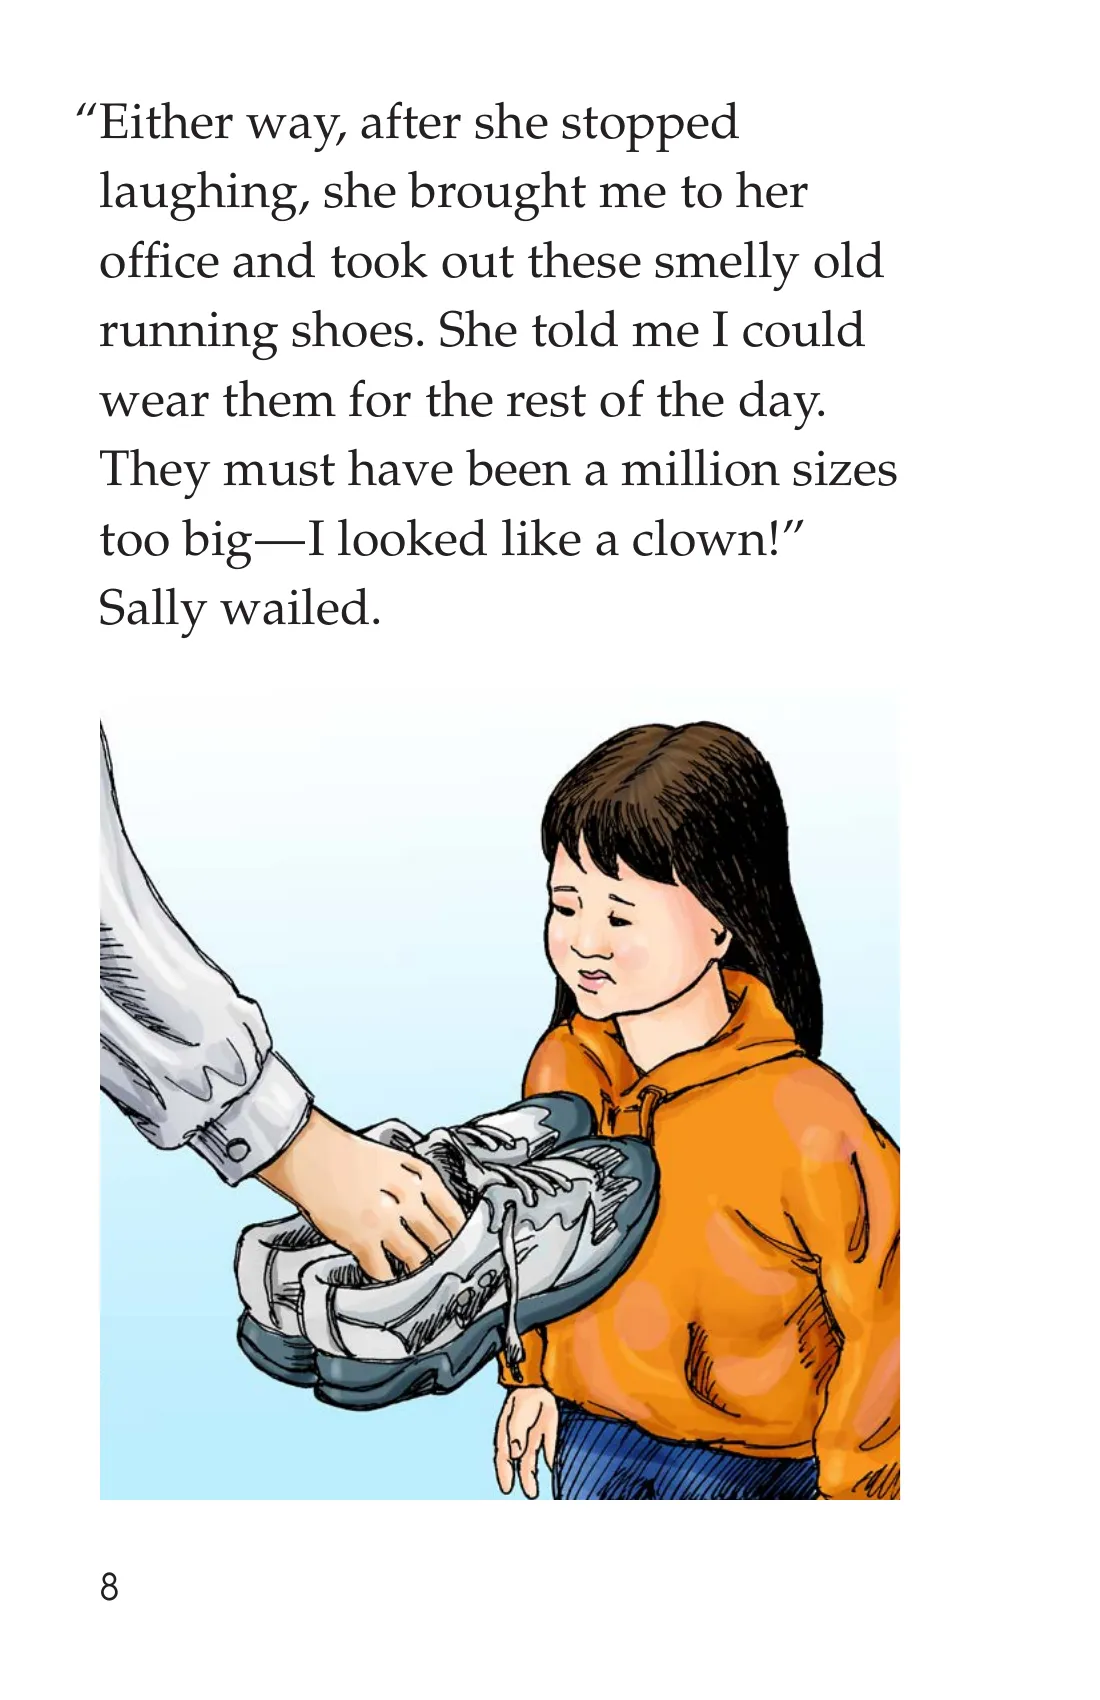 “Either way, after she stopped
laughing, she brought me to her
office and took out these smelly old
running shoes. She told me I could
wear them for the rest of the day.
They must have been a million sizes
too big—I looked like a clown!”
Sally wailed.
8